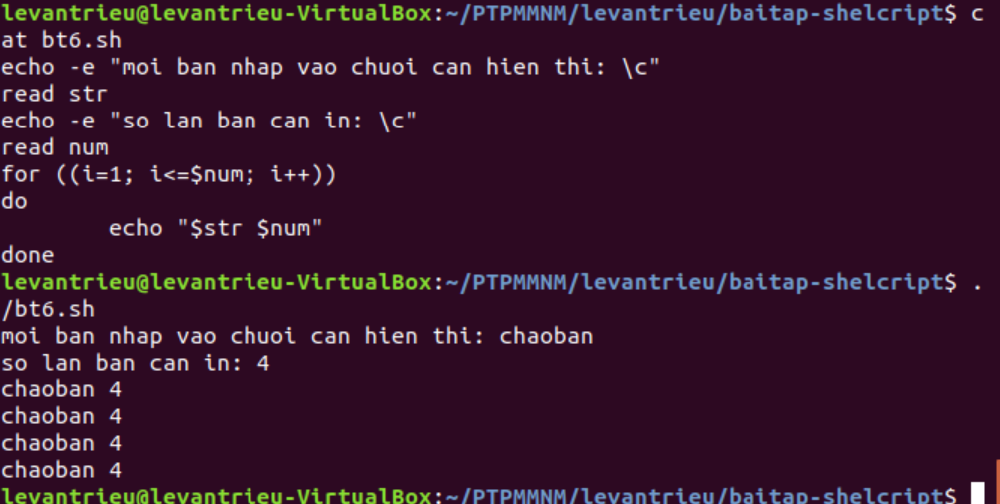 levantrieu@levantrieu-VirtualBox:~/PTPMMNM/levantrieu/baitap-shelcript$ c
at bt6.sh
echo -e "moi ban nhap vao chuoi can hien thi: \c"
read str
echo -e "so lan ban can in: \c"
read num
for ((i=1; i<=$num; i++))
do
        echo "$str $num"
done
levantrieu@levantrieu-VirtualBox:~/PTPMMNM/levantrieu/baitap-shelcript$ .
/bt6.sh
moi ban nhap vao chuoi can hien thi: chaoban
so lan ban can in: 4
chaoban 4
chaoban 4
chaoban 4
chaoban 4
levantrieu@levantrieu-VirtualBox:~/PTPMMNM/levantrieu/baitap-shelcript$